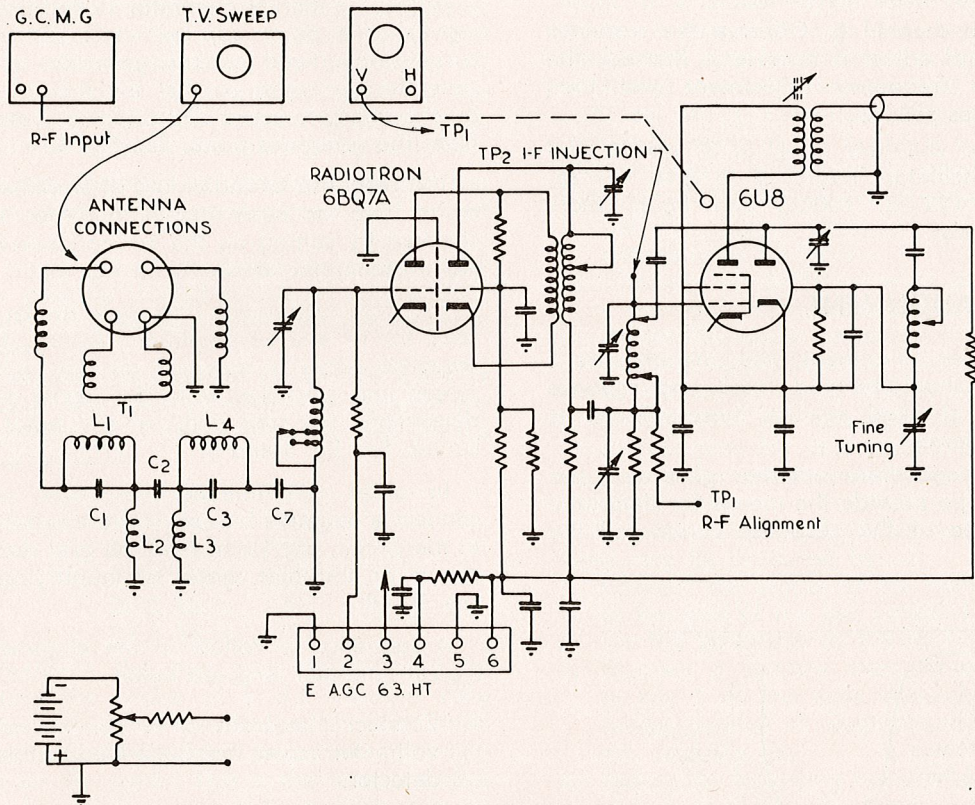 G.C.M.G
T.V. SWEEP
V H
R-F Input
TP1
ANTENNA
CONNECTIONS
RADIOTRON
6BQ7A
TP2 I-F INJECTION
6U8
T1
L1
L4
C2
C1
C3
C7
L2
L3
Fine
Tuning
TP1
R-F Alignment
1 2 3 4 5 6
E AGC 63. HT
-
+